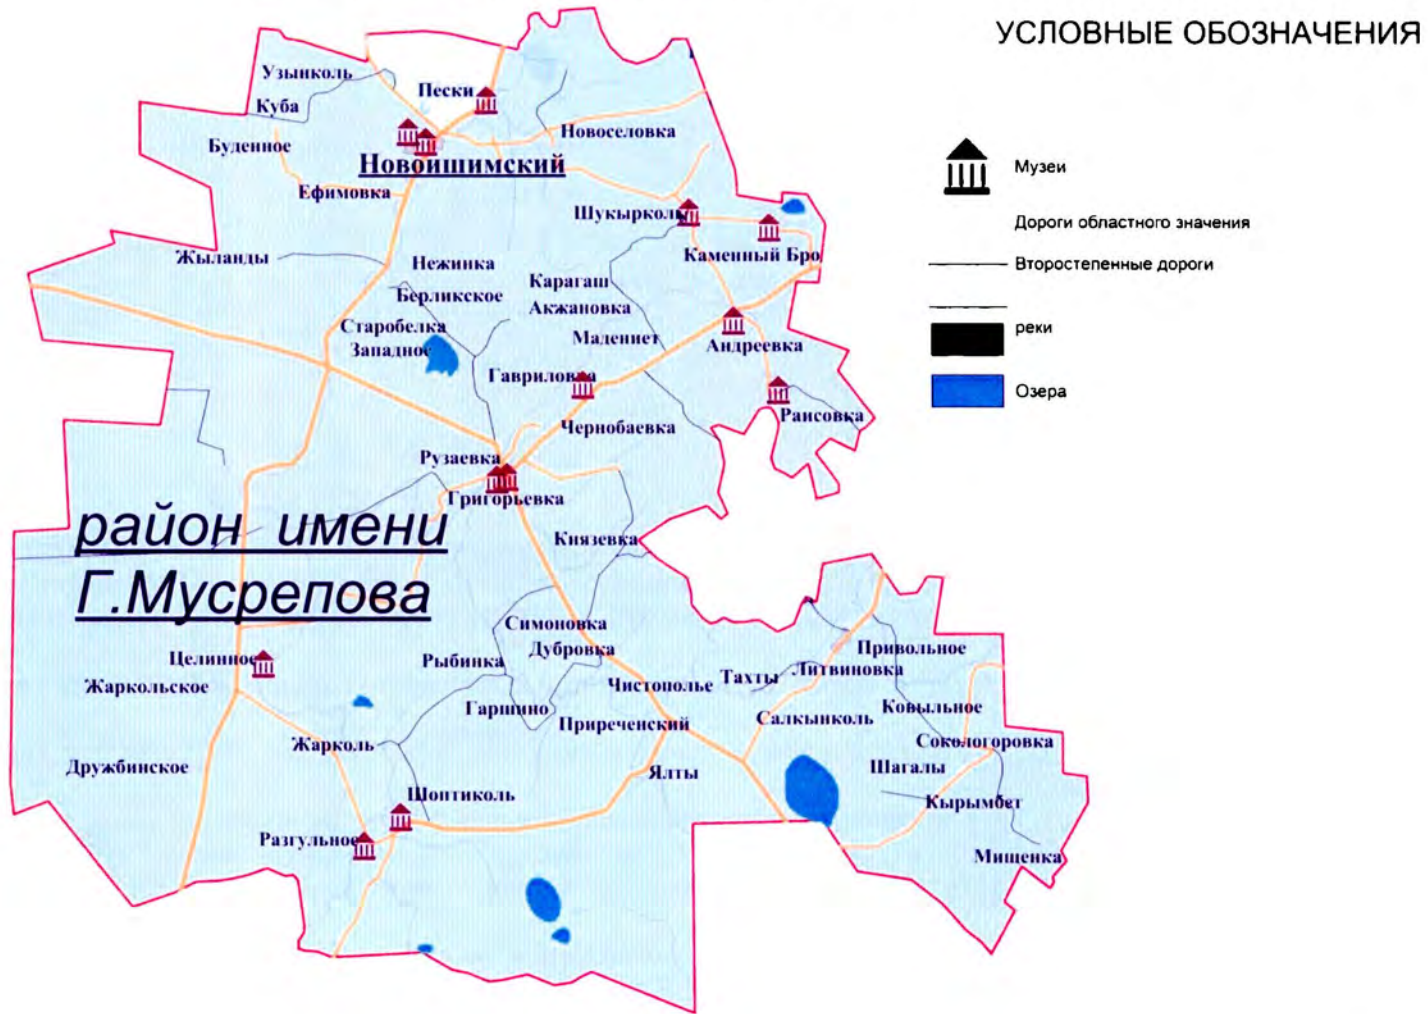 УСЛОВНЫЕ ОБОЗНАЧЕНИЯ
Музеи
Дороги областного значения
Второстепенные дороги
реки
Озера
Узынколь
Пески
Куба
Буденное
Новоселовка
Новоишимский
Ефимовка
Шукырколь
Каменный Бро
Жыланды
Нежинка
Карагаш
Берликское
Акжановка
Старобелка
Мадениет
Западное
Андреевка
Гавриловка
Раисовка
Чернобаевка
Рузаевка
Григорьевка
район имени
Г.Мусрепова
Князевка
Симоновка
Дубровка
Привольное
Целинное
Рыбинка
Тахты
Литвиновка
Жаркольское
Чистополье
Гаршино
Ковыльное
Приреченский
Салкынколь
Жарколь
Сокологоровка
Дружбинское
Ялты
Шагалы
Шоптиколь
Кырымбет
Разгульное
Мищенка